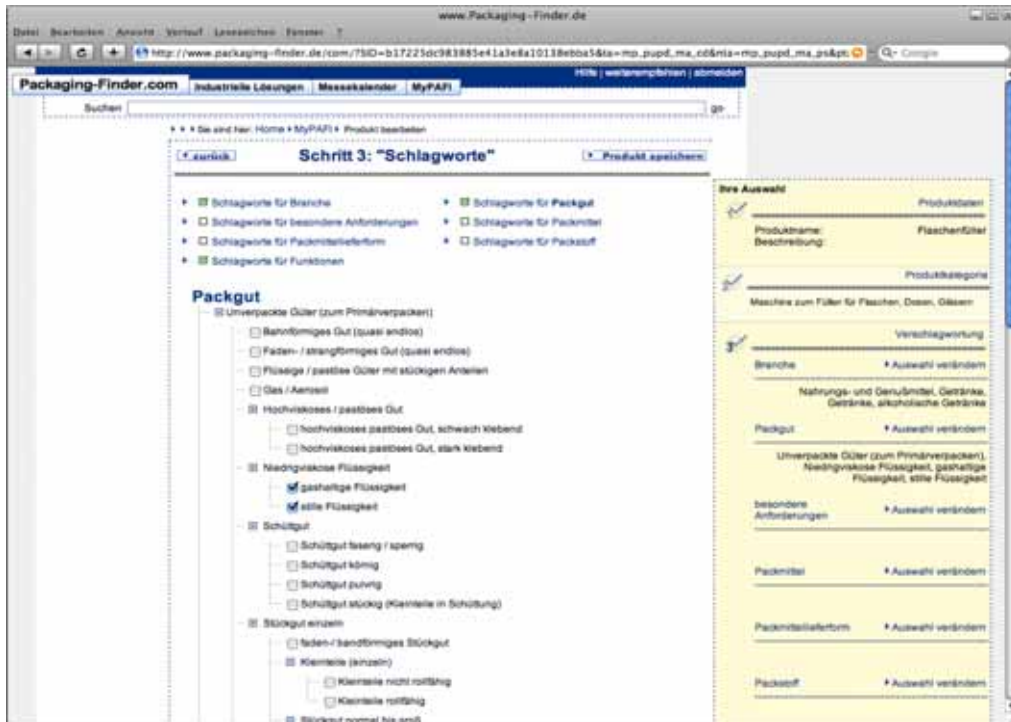 www.Packaging-Finder.de
Datei Bearbeiten Ansicht Verlauf Lesezeichen Fenster ?
Google
Hilfe | weiterempfehlen | abmelden
Packaging-Finder.com Industrielle Lösungen Messekalender MyPAFI
Suchen go
Sie sind hier: Home MyPAFI Produkt bearbeiten
zurück Schritt 3: "Schlagworte" Produkt speichern
Schlagworte für Branche Schlagworte für Packgut
Schlagworte für besondere Anforderungen Schlagworte für Packmittel
Schlagworte für Packmittellieferform Schlagworte für Packstoff
Schlagworte für Funktionen
Packgut
Unverpackte Güter (zum Primärverpacken)
Bahnförmiges Gut (quasi endlos)
Faden- / strangförmiges Gut (quasi endlos)
Flüssige / pastöse Güter mit stückigen Anteilen
Gas / Aerosol
Hochviskoses / pastöses Gut
hochviskoses pastöses Gut, schwach klebend
hochviskoses pastöses Gut, stark klebend
Niedrigviskose Flüssigkeit
gashaltige Flüssigkeit
stille Flüssigkeit
Schüttgut
Schüttgut faserig / sperrig
Schüttgut körnig
Schüttgut pulvrig
Schüttgut stückig (Kleinteile in Schüttung)
Stückgut einzeln
faden-/ bandförmiges Stückgut
Kleinteile (einzeln)
Kleinteile nicht rollfähig
Kleinteile rollfähig
Stückgut normal bis groß
Ihre Auswahl
Produktdaten
Produktname: Flaschenfüller
Beschreibung:
Produktkategorie
Maschine zum Füllen für Flaschen, Dosen, Gläsern
3 Verschlagwortung
Branche Auswahl verändern
Nahrungs- und Genußmittel, Getränke,
Getränke, alkoholische Getränke
Packgut Auswahl verändern
Unverpackte Güter (zum Primärverpacken),
Niedrigviskose Flüssigkeit, gashaltige
Flüssigkeit, stille Flüssigkeit
besondere
Anforderungen Auswahl verändern
Packmittel Auswahl verändern
Packmittellieferform Auswahl verändern
Packstoff Auswahl verändern